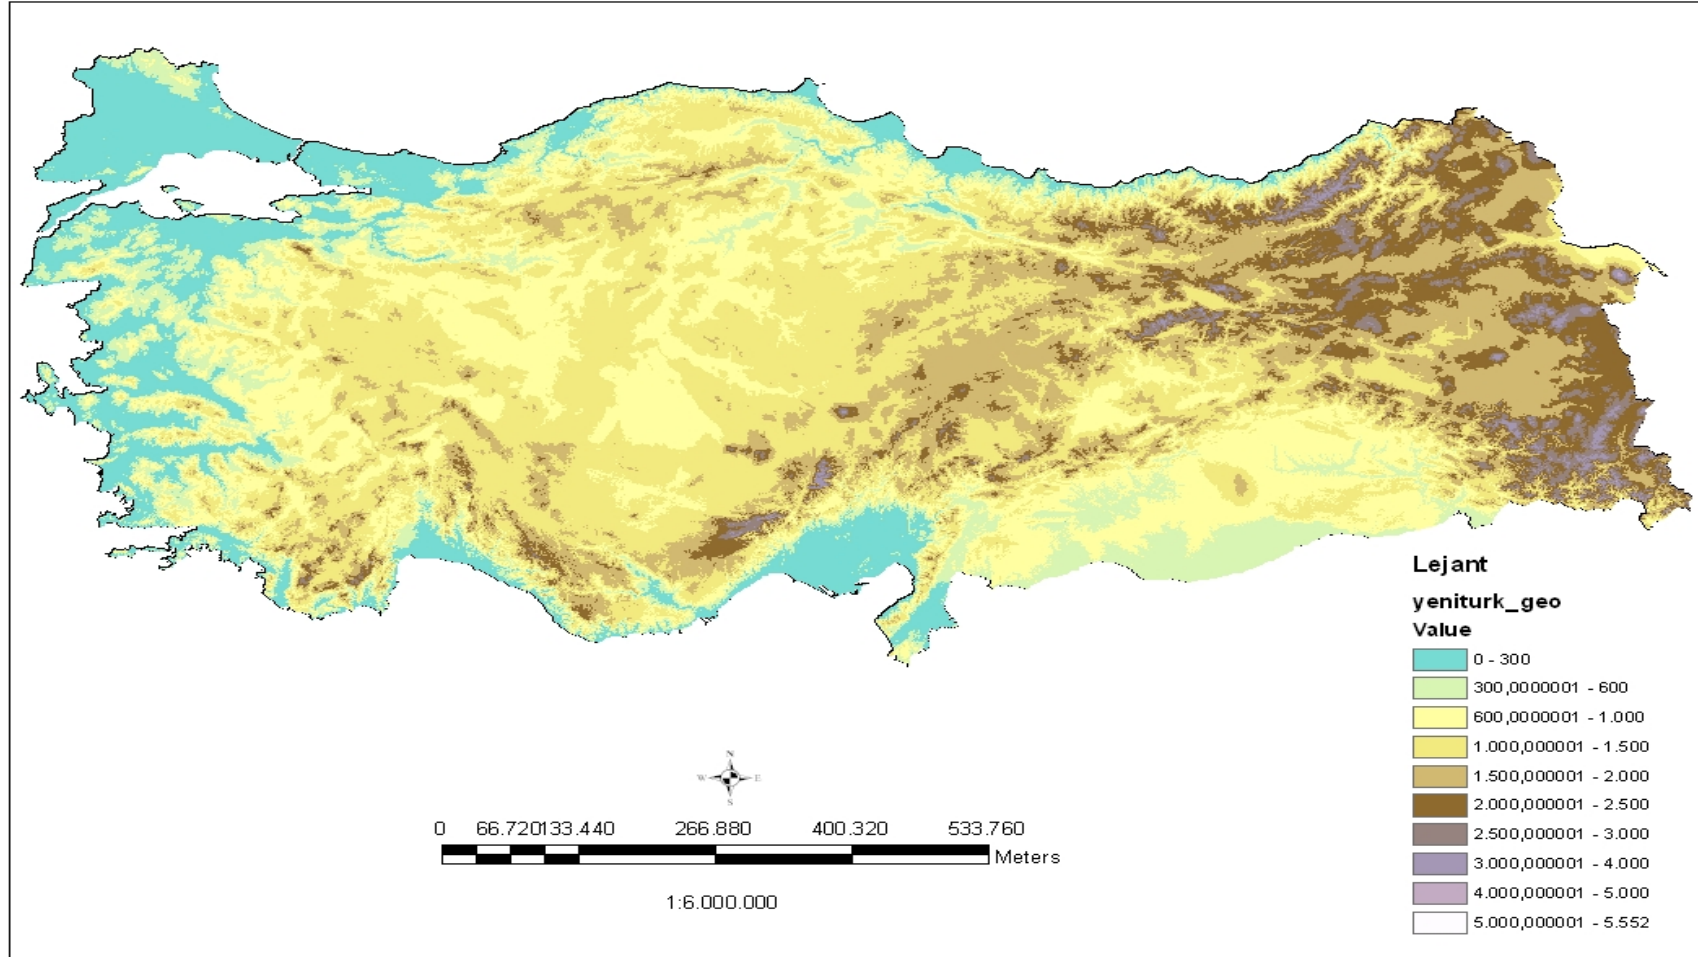 Lejant
yeniturk_geo
Value
0 - 300
300,0000001 - 600
600,0000001 - 1.000
1.000,000001 - 1.500
1.500,000001 - 2.000
2.000,000001 - 2.500
2.500,000001 - 3.000
3.000,000001 - 4.000
4.000,000001 - 5.000
5.000,000001 - 5.552
N
W E
S
0 66.720133.440 266.880 400.320 533.760
Meters
1:6.000.000